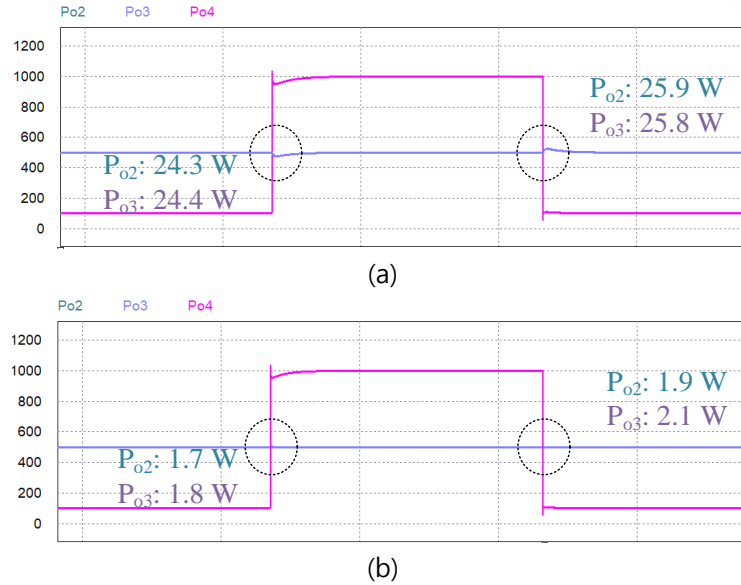 Po2 Po3 Po4
1200
1000
800
600
400
200
0
Po2: 24.3 W
Po3: 24.4 W
Po2: 25.9 W
Po3: 25.8 W
(a)
Po2 Po3 Po4
1200
1000
800
600
400
200
0
Po2: 1.7 W
Po3: 1.8 W
Po2: 1.9 W
Po3: 2.1 W
(b)